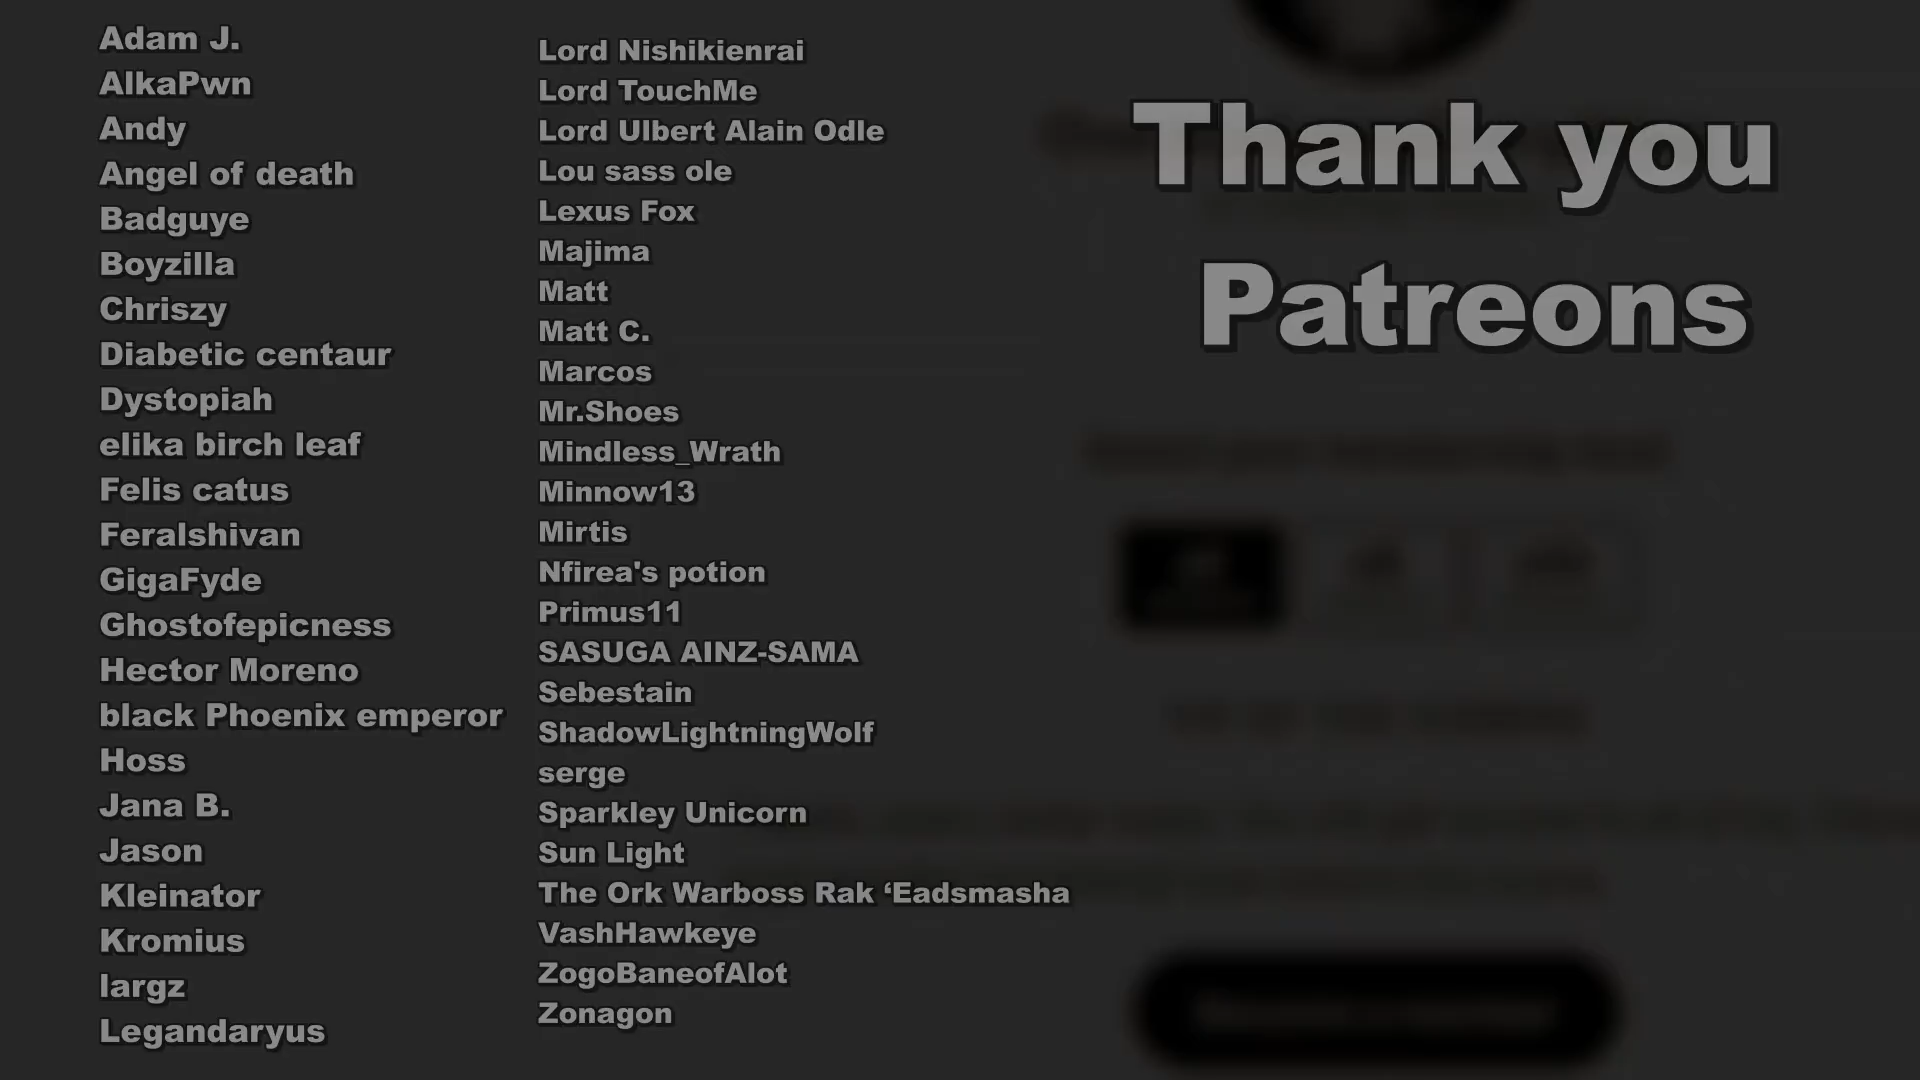 Adam J.
AlkaPwn
Andy
Angel of death
Badguye
Boyzilla
Chriszy
Diabetic centaur
Dystopiah
elika birch leaf
Felis catus
Feralshivan
GigaFyde
Ghostofepicness
Hector Moreno
black Phoenix emperor
Hoss
Jana B.
Jason
Kleinator
Kromius
largz
Legandaryus
Lord Nishikienrai
Lord TouchMe
Lord Ulbert Alain Odle
Lou sass ole
Lexus Fox
Majima
Matt
Matt C.
Marcos
Mr.Shoes
Mindless_Wrath
Minnow13
Mirtis
Nfirea's potion
Primus11
SASUGA AINZ-SAMA
Sebestain
ShadowLightningWolf
serge
Sparkley Unicorn
Sun Light
The Ork Warboss Rak ‘Eadsmasha
VashHawkeye
ZogoBaneofAlot
Zonagon
Thank you
Patreons